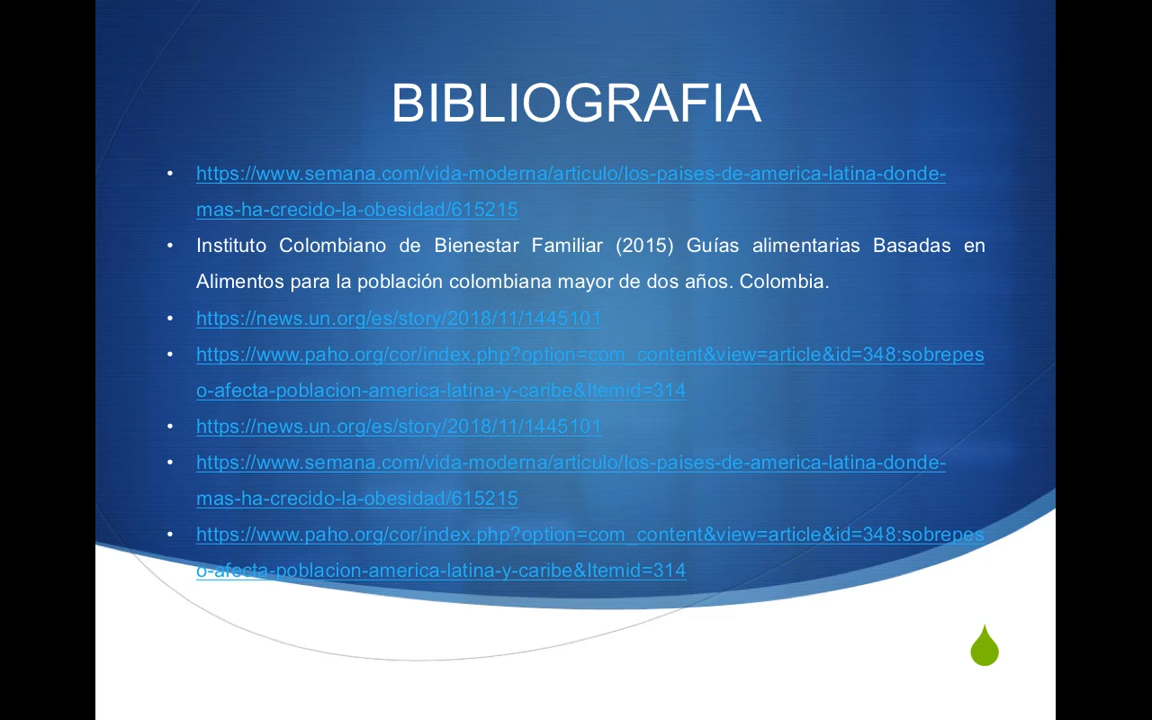 BIBLIOGRAFIA
• https://www.semana.com/vida-moderna/articulo/los-paises-de-america-latina-donde-
mas-ha-crecido-la-obesidad/615215
• Instituto Colombiano de Bienestar Familiar (2015) Guías alimentarias Basadas en
Alimentos para la población colombiana mayor de dos años. Colombia.
• https://news.un.org/es/story/2018/11/1445101
• https://www.paho.org/cor/index.php?option=com_content&view=article&id=348:sobrepes
o-afecta-poblacion-america-latina-y-caribe&Itemid=314
• https://news.un.org/es/story/2018/11/1445101
• https://www.semana.com/vida-moderna/articulo/los-paises-de-america-latina-donde-
mas-ha-crecido-la-obesidad/615215
• https://www.paho.org/cor/index.php?option=com_content&view=article&id=348:sobrepes
o-afecta-poblacion-america-latina-y-caribe&Itemid=314